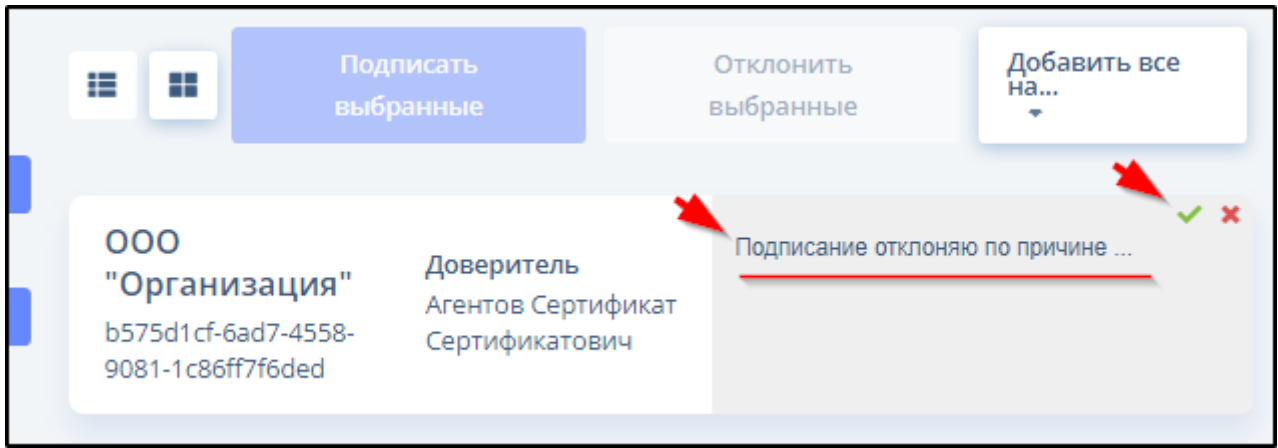 Подписать
выбранные
Отклонить
выбранные
Добавить все
на...
ООО
"Организация"
b575d1cf-6ad7-4558-
9081-1c86ff7f6ded
Доверитель
Агентов Сертификат
Сертификатович
Подписание отклоняю по причине ...